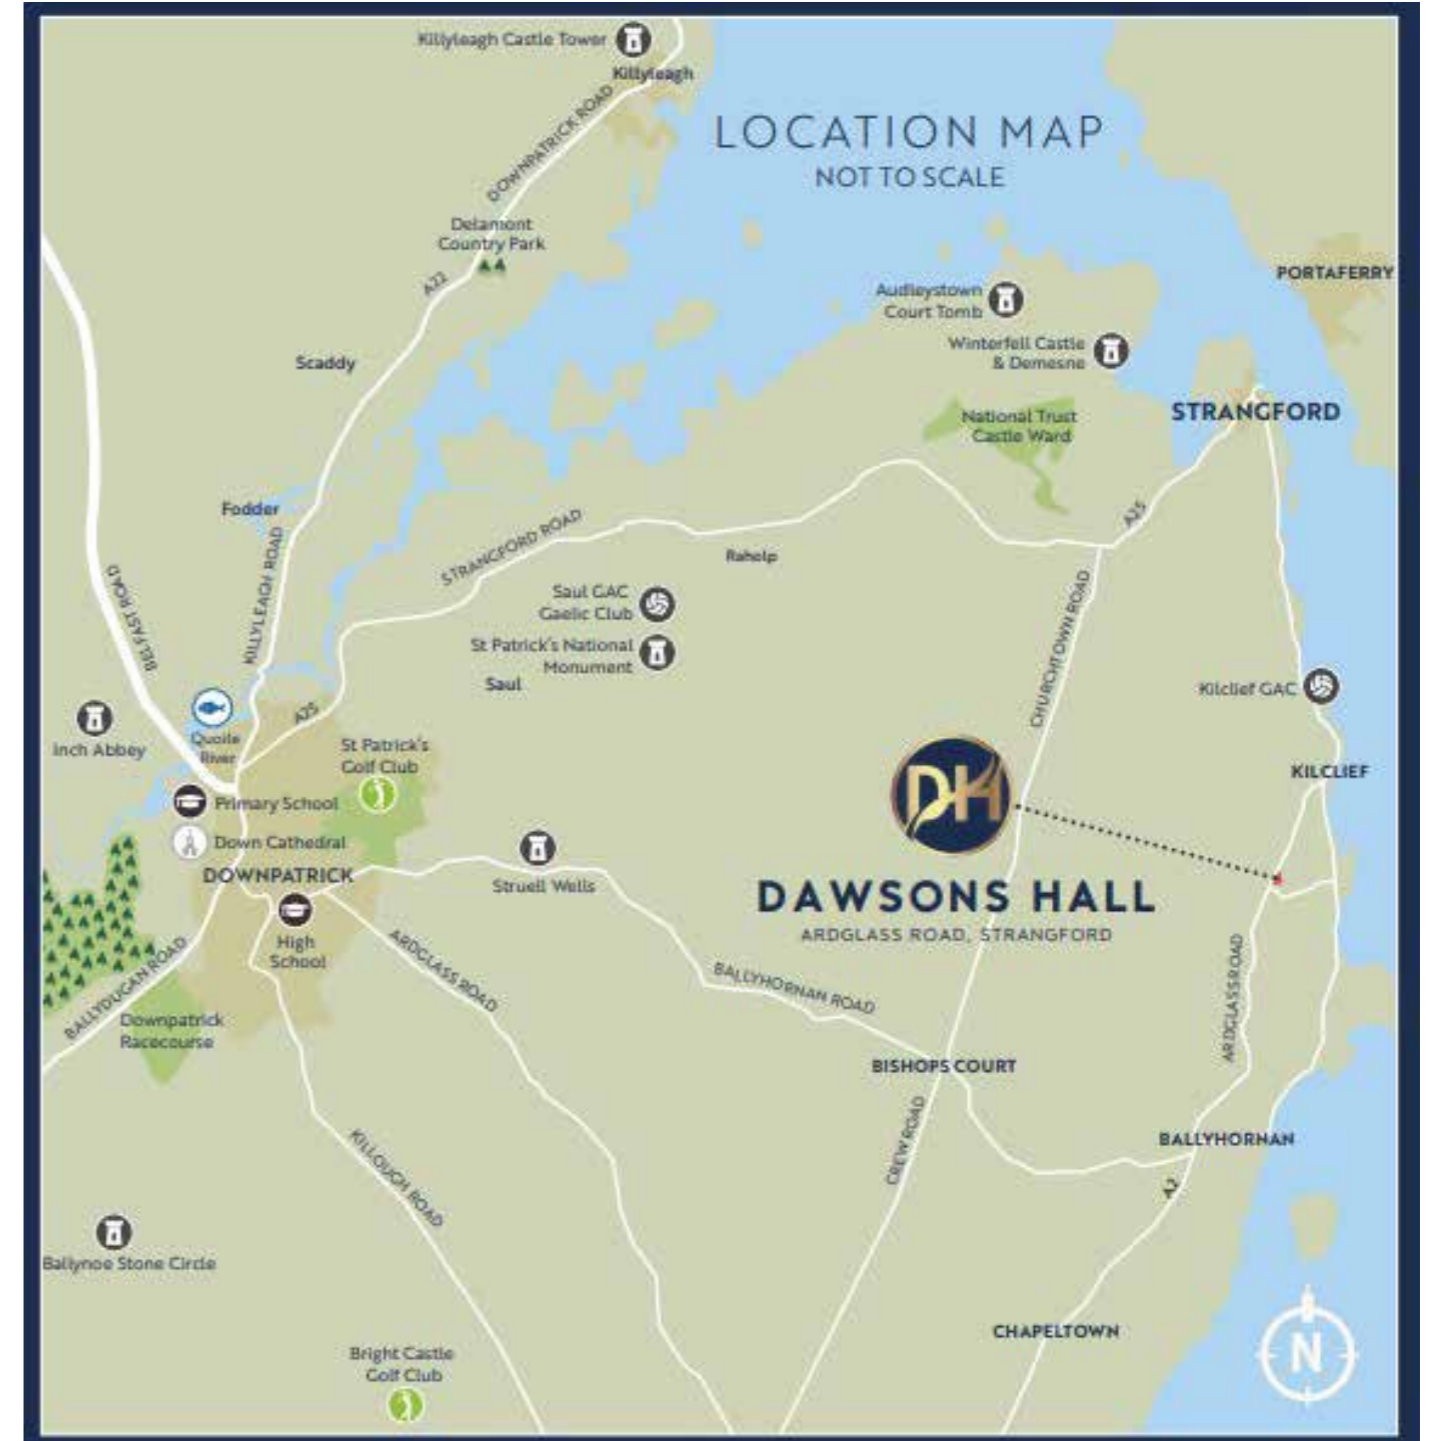 Killyleagh Castle Tower
Killyleagh
DOWNPATRICK ROAD
LOCATION MAP
NOT TO SCALE
Delamont
Country Park
A22
PORTAFERRY
Audleystown
Court Tomb
Winterfell Castle
& Demesne
Scaddy
STRANGFORD
National Trust
Castle Ward
Fodder
A25
STRANGFORD ROAD
Raholp
KILLYLEAGH ROAD
BELFAST ROAD
Saul GAC
Gaelic Club
CHURCHTOWN ROAD
St Patrick's National
Monument
Saul
Kilclief GAC
A25
Inch Abbey
Quoile
River
St Patrick's
Golf Club
KILCLIEF
DH
Primary School
Down Cathedral
DOWNPATRICK
Struell Wells
DAWSONS HALL
ARDGLASS ROAD, STRANGFORD
High
School
ARDGLASS ROAD
BALLYDUGAN ROAD
BALLYHORNAN ROAD
ARDGLASS ROAD
Downpatrick
Racecourse
BISHOPS COURT
CREW ROAD
BALLYHORNAN
KILLOUGH ROAD
A2
Ballynoe Stone Circle
CHAPELTOWN
Bright Castle
Golf Club
N